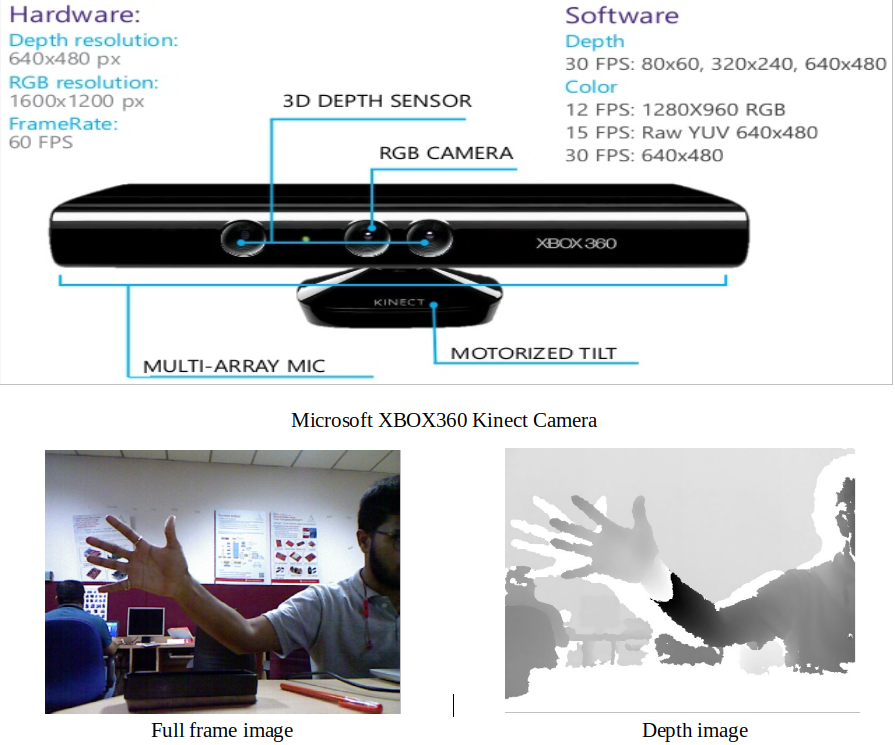 Hardware:
Depth resolution:
640x480 px
RGB resolution:
1600x1200 px
FrameRate:
60 FPS
Software
Depth
30 FPS: 80x60, 320x240, 640x480
Color
12 FPS: 1280X960 RGB
15 FPS: Raw YUV 640x480
30 FPS: 640x480
3D DEPTH SENSOR
RGB CAMERA
XBOX 360
KINECT
MULTI-ARRAY MIC
MOTORIZED TILT
Microsoft XBOX360 Kinect Camera
Full frame image
Depth image